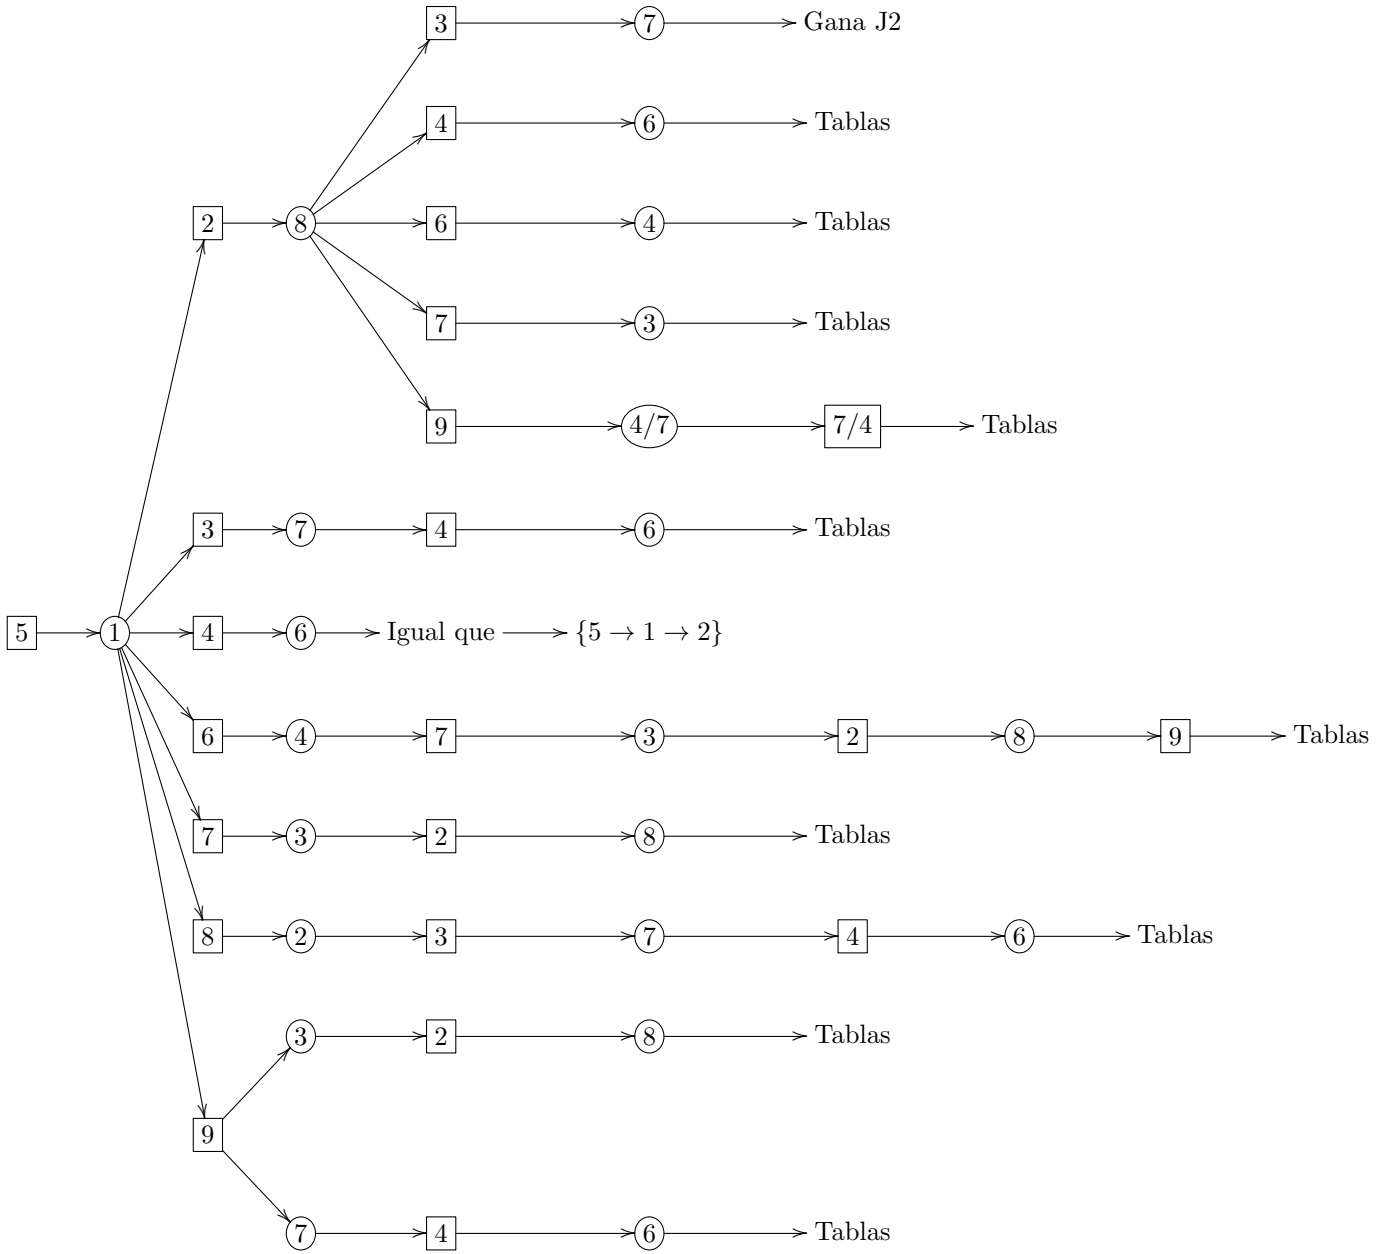 3 7 Gana J2
4 6 Tablas
2 8 6 4 Tablas
7 3 Tablas
9 4/7 7/4 Tablas
3 7 4 6 Tablas
5 1 4 6 Igual que {5 → 1 → 2}
6 4 7 3 2 8 9 Tablas
7 3 2 8 Tablas
8 2 3 7 4 6 Tablas
3 2 8 Tablas
9
7 4 6 Tablas